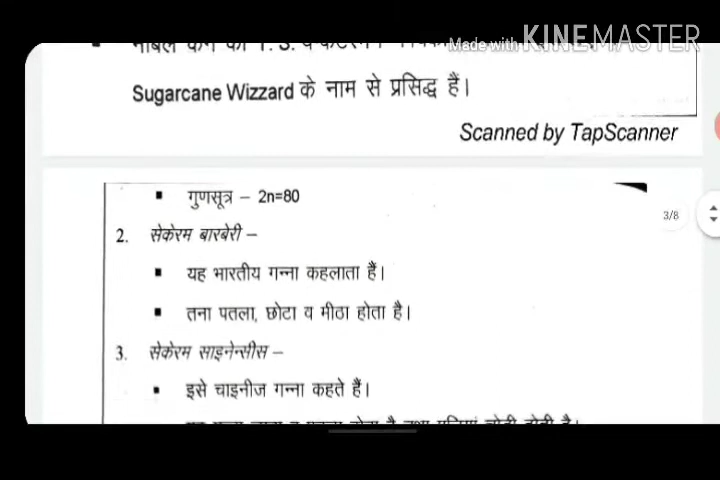 Made with KINEMASTER
Sugarcane Wizzard के नाम से प्रसिद्ध हैं।
Scanned by TapScanner
▪ गुणसूत्र – 2n=80
3/8
2. सेकेरम बारबेरी –
▪ यह भारतीय गन्ना कहलाता हैं।
▪ तना पतला, छोटा व मीठा होता है।
3. सेकेरम साइनेन्सीस –
▪ इसे चाइनीज गन्ना कहते हैं।